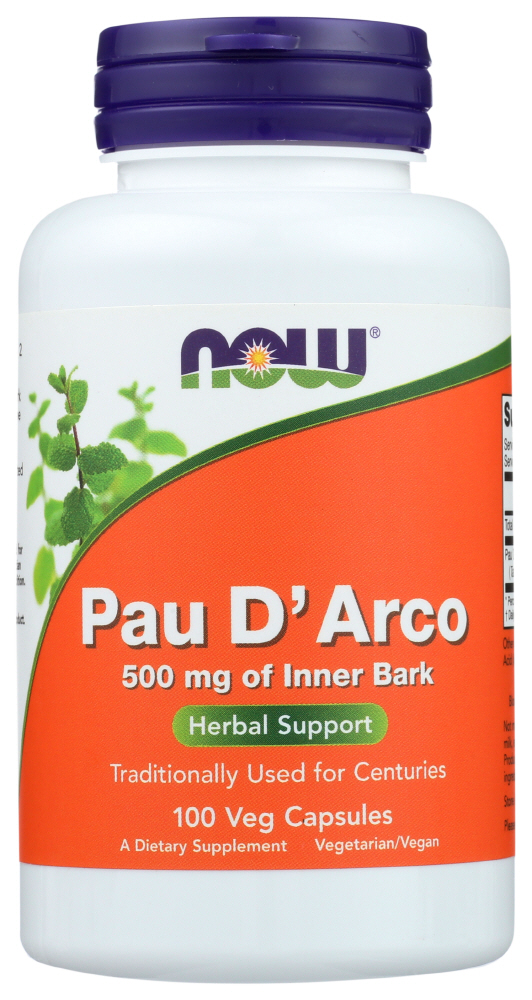 NOW®
Pau D'Arco
500 mg of Inner Bark
Herbal Support
Traditionally Used for Centuries
100 Veg Capsules
A Dietary Supplement Vegetarian/Vegan